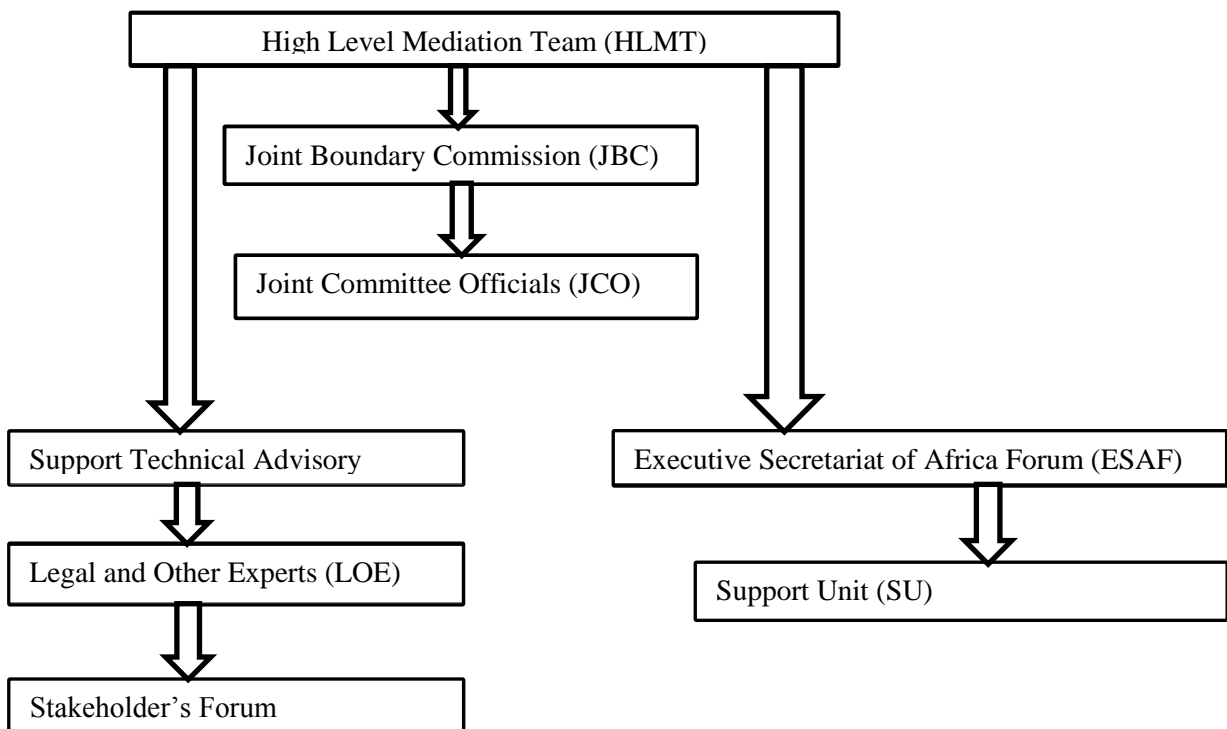 High Level Mediation Team (HLMT)
Joint Boundary Commission (JBC)
Joint Committee Officials (JCO)
Support Technical Advisory
Executive Secretariat of Africa Forum (ESAF)
Legal and Other Experts (LOE)
Support Unit (SU)
Stakeholder’s Forum